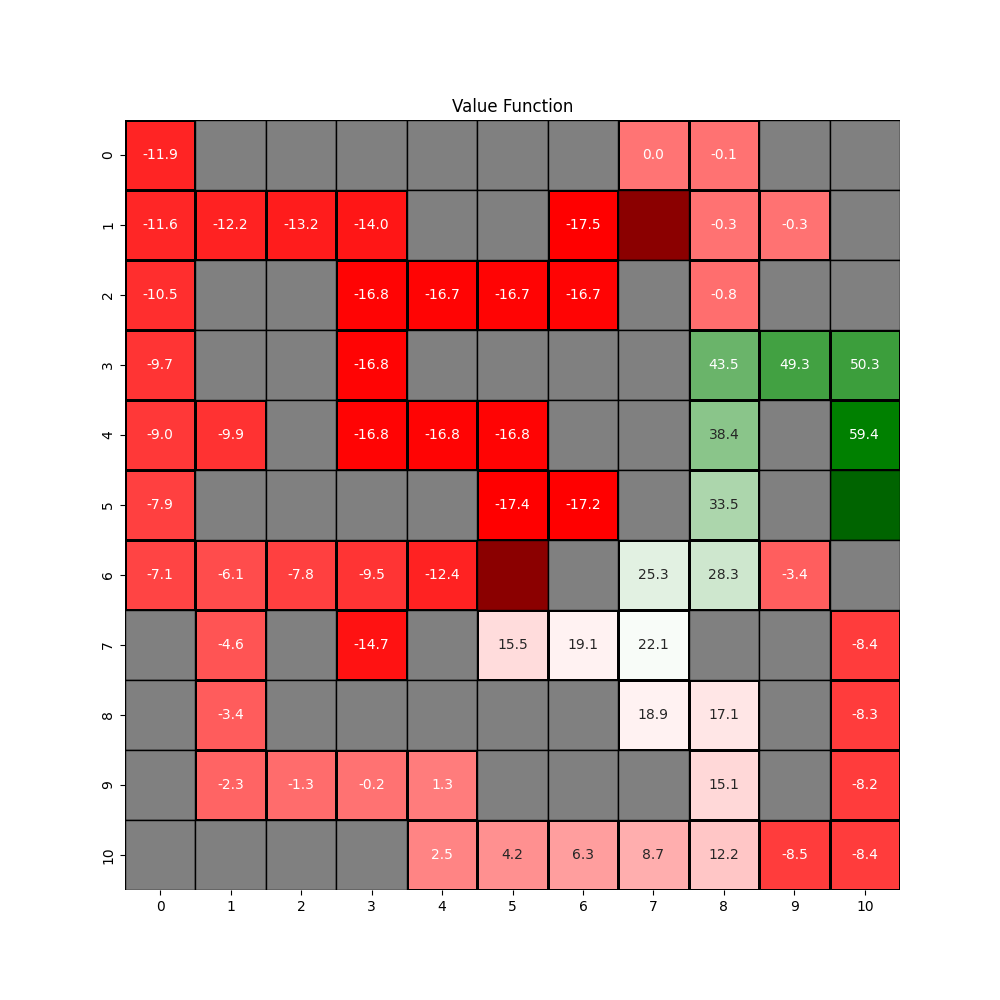 Value Function
0 -11.9 0.0 -0.1
1 -11.6 -12.2 -13.2 -14.0 -17.5 -0.3 -0.3
2 -10.5 -16.8 -16.7 -16.7 -16.7 -0.8
3 -9.7 -16.8 43.5 49.3 50.3
4 -9.0 -9.9 -16.8 -16.8 -16.8 38.4 59.4
5 -7.9 -17.4 -17.2 33.5
6 -7.1 -6.1 -7.8 -9.5 -12.4 25.3 28.3 -3.4
7 -4.6 -14.7 15.5 19.1 22.1 -8.4
8 -3.4 18.9 17.1 -8.3
9 -2.3 -1.3 -0.2 1.3 15.1 -8.2
10 2.5 4.2 6.3 8.7 12.2 -8.5 -8.4
0 1 2 3 4 5 6 7 8 9 10